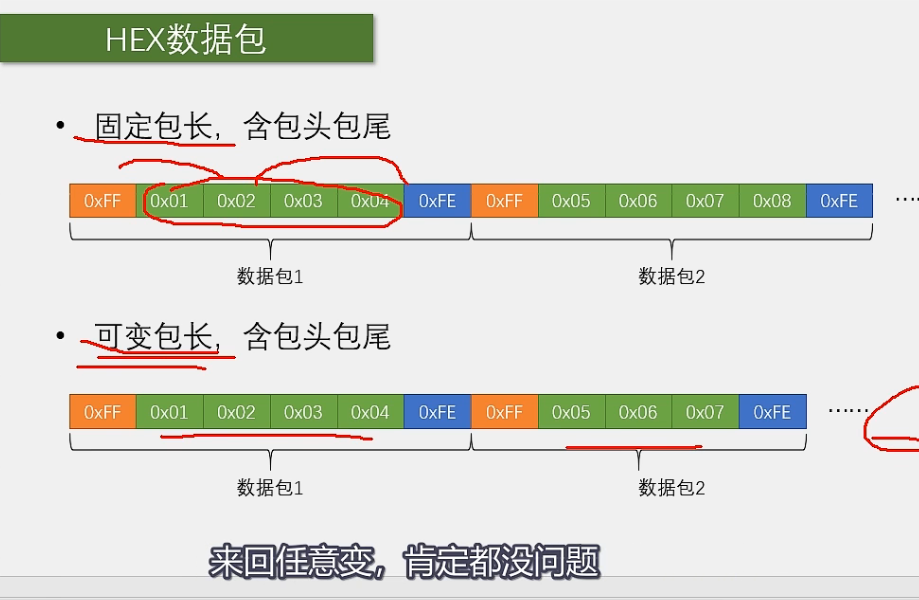 HEX数据包
• 固定包长，含包头包尾
0xFF 0x01 0x02 0x03 0x04 0xFE 0xFF 0x05 0x06 0x07 0x08 0xFE ……
数据包1 数据包2
• 可变包长，含包头包尾
0xFF 0x01 0x02 0x03 0x04 0xFE 0xFF 0x05 0x06 0x07 0xFE ……
数据包1 数据包2
来回任意变，肯定都没问题